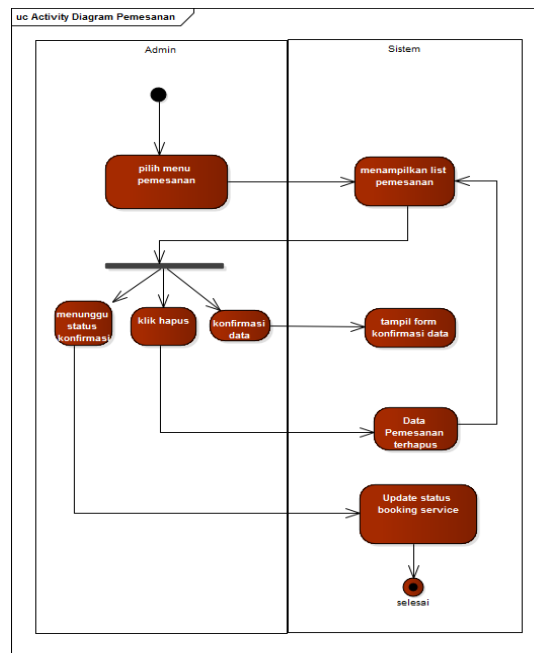 uc Activity Diagram Pemesanan
Admin
Sistem
pilih menu
pemesanan
menampilkan list
pemesanan
menunggu
status
konfirmasi
klik hapus
konfirmasi
data
tampil form
konfirmasi data
Data
Pemesanan
terhapus
Update status
booking service
selesai